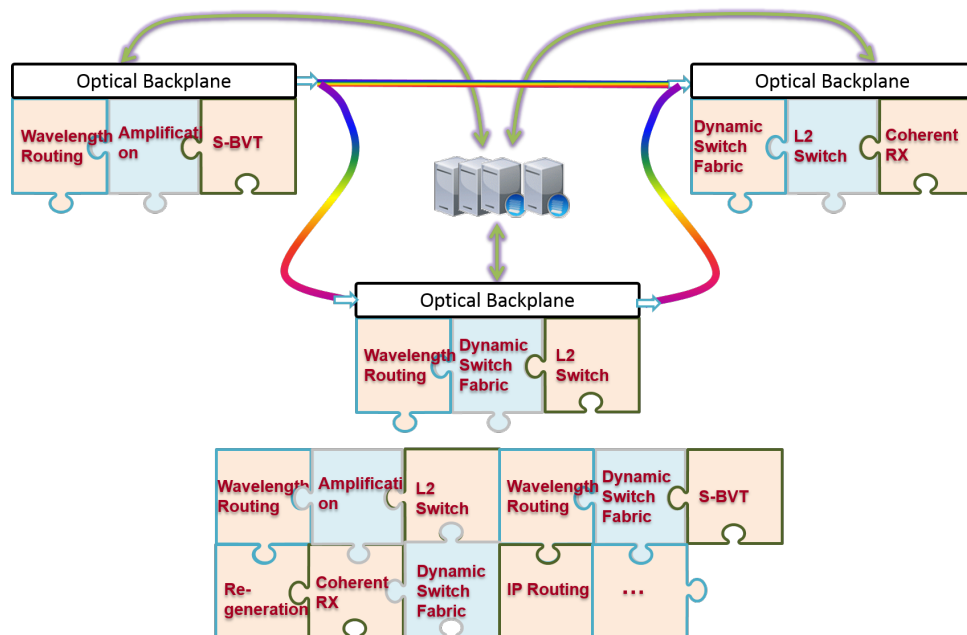 Optical Backplane
Optical Backplane
Wavelength
Routing
Amplificati
on
S-BVT
Dynamic
Switch
Fabric
L2
Switch
Coherent
RX
Optical Backplane
Wavelength
Routing
Dynamic
Switch
Fabric
L2
Switch
Wavelength
Routing
Amplificati
on
L2
Switch
Wavelength
Routing
Dynamic
Switch
Fabric
S-BVT
Re-
generation
Coherent
RX
Dynamic
Switch
Fabric
IP Routing
...